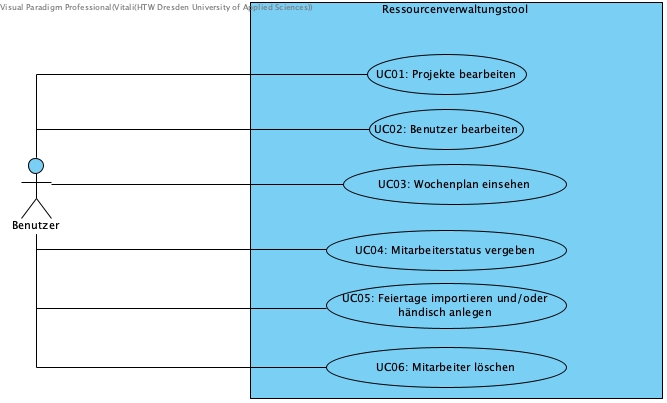 Visual Paradigm Professional(Vitali(HTW Dresden University of Applied Sciences))
Ressourcenverwaltungstool
UC01: Projekte bearbeiten
UC02: Benutzer bearbeiten
UC03: Wochenplan einsehen
Benutzer
UC04: Mitarbeiterstatus vergeben
UC05: Feiertage importieren und/oder
händisch anlegen
UC06: Mitarbeiter löschen